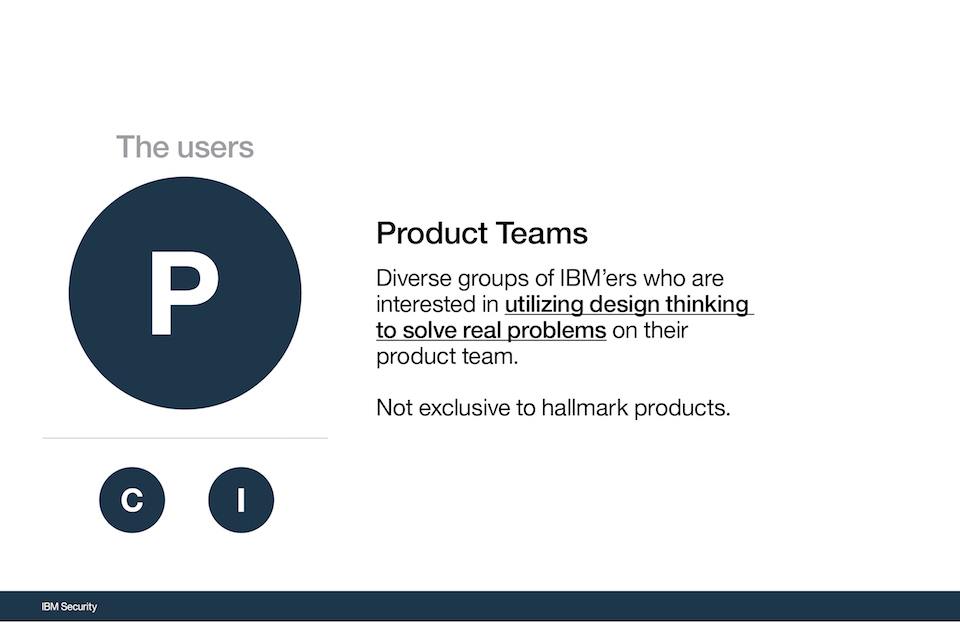 The users
P
Product Teams
Diverse groups of IBM’ers who are
interested in utilizing design thinking
to solve real problems on their
product team.
Not exclusive to hallmark products.
C
I
IBM Security